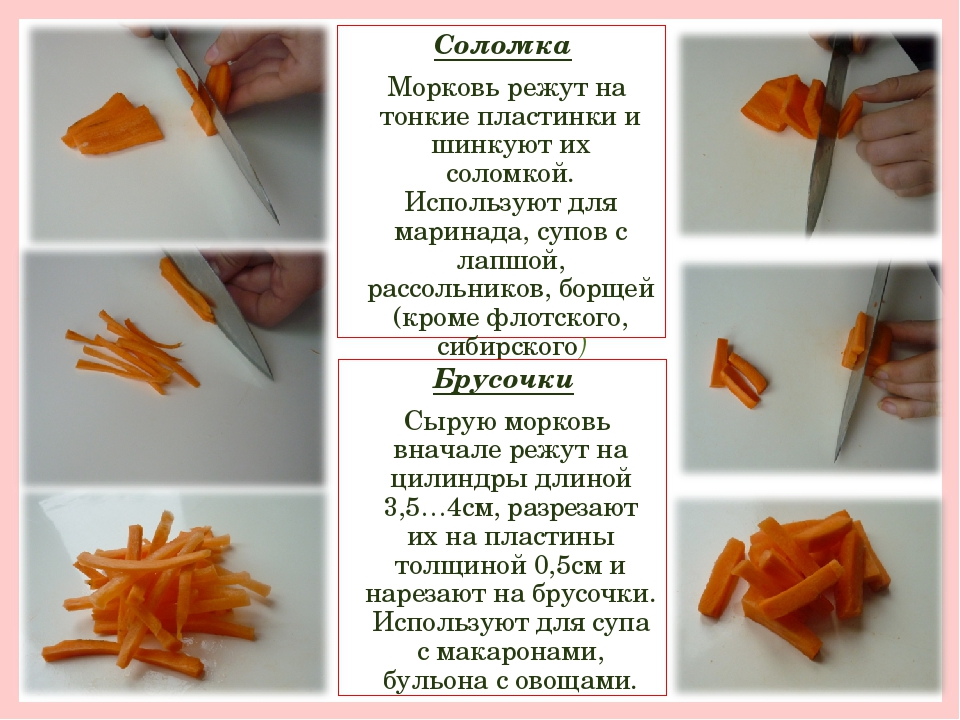 Соломка
Морковь режут на
тонкие пластинки и
шинкуют их
соломкой.
Используют для
маринада, супов с
лапшой,
рассольников, борщей
(кроме флотского,
сибирского)
Брусочки
Сырую морковь
вначале режут на
цилиндры длиной
3,5...4см, разрезают
их на пластины
толщиной 0,5см и
нарезают на брусочки.
Используют для супа
с макаронами,
бульона с овощами.